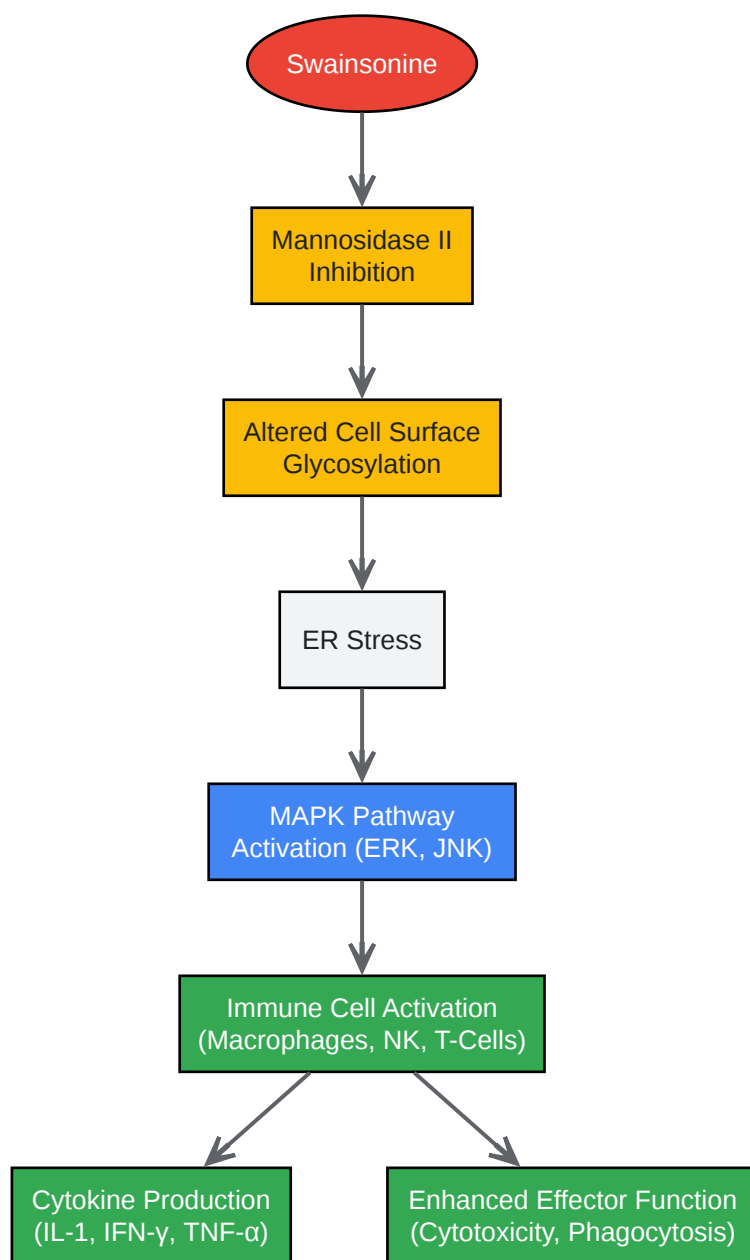 Swainsonine
Mannosidase II
Inhibition
Altered Cell Surface
Glycosylation
ER Stress
MAPK Pathway
Activation (ERK, JNK)
Immune Cell Activation
(Macrophages, NK, T-Cells)
Cytokine Production
(IL-1, IFN-γ, TNF-α)
Enhanced Effector Function
(Cytotoxicity, Phagocytosis)